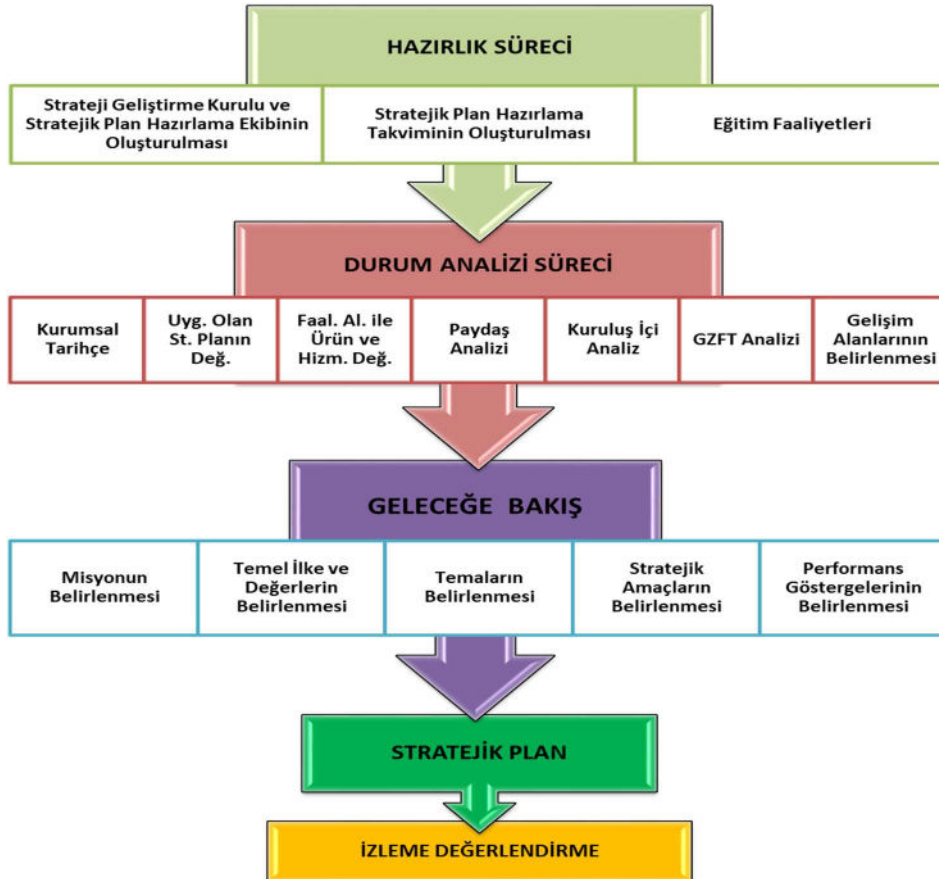 HAZIRLIK SÜRECİ
Strateji Geliştirme Kurulu ve
Stratejik Plan Hazırlama Ekibinin
Oluşturulması
Stratejik Plan Hazırlama
Takviminin Oluşturulması
Eğitim Faaliyetleri
DURUM ANALİZİ SÜRECİ
Kurumsal
Tarihçe
Uyg. Olan
St. Planın
Değ.
Faal. Al. ile
Ürün ve
Hizm. Değ.
Paydaş
Analizi
Kuruluş İçi
Analiz
GZFT Analizi
Gelişim
Alanlarının
Belirlenmesi
GELECEĞE BAKIŞ
Misyonun
Belirlenmesi
Temel İlke ve
Değerlerin
Belirlenmesi
Temaların
Belirlenmesi
Stratejik
Amaçların
Belirlenmesi
Performans
Göstergelerinin
Belirlenmesi
STRATEJİK PLAN
İZLEME DEĞERLENDİRME